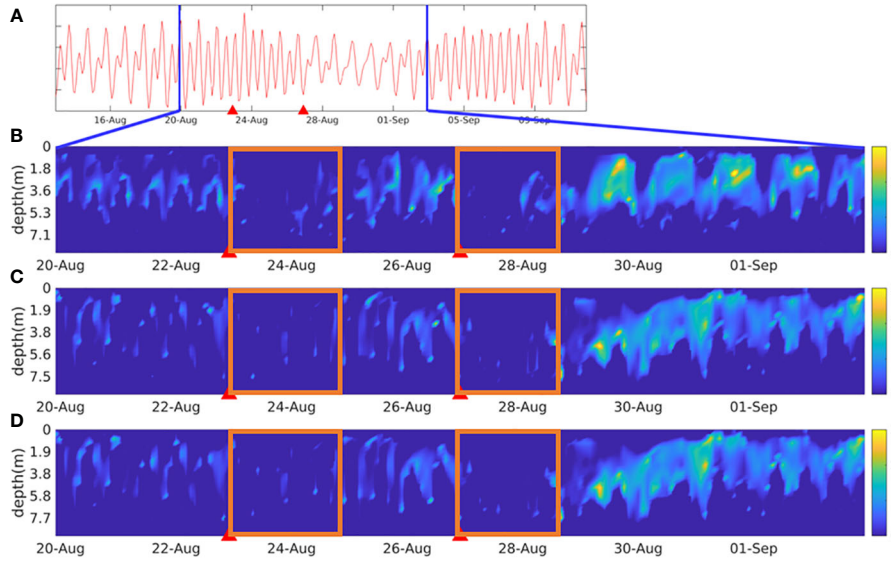 A
16-Aug 20-Aug 24-Aug 28-Aug 01-Sep 05-Sep 09-Sep
B
depth(m)
0
1.8
3.6
5.3
7.1
20-Aug 22-Aug 24-Aug 26-Aug 28-Aug 30-Aug 01-Sep
C
depth(m)
0
1.9
3.8
5.6
7.5
20-Aug 22-Aug 24-Aug 26-Aug 28-Aug 30-Aug 01-Sep
D
depth(m)
0
1.9
3.8
5.8
7.7
20-Aug 22-Aug 24-Aug 26-Aug 28-Aug 30-Aug 01-Sep